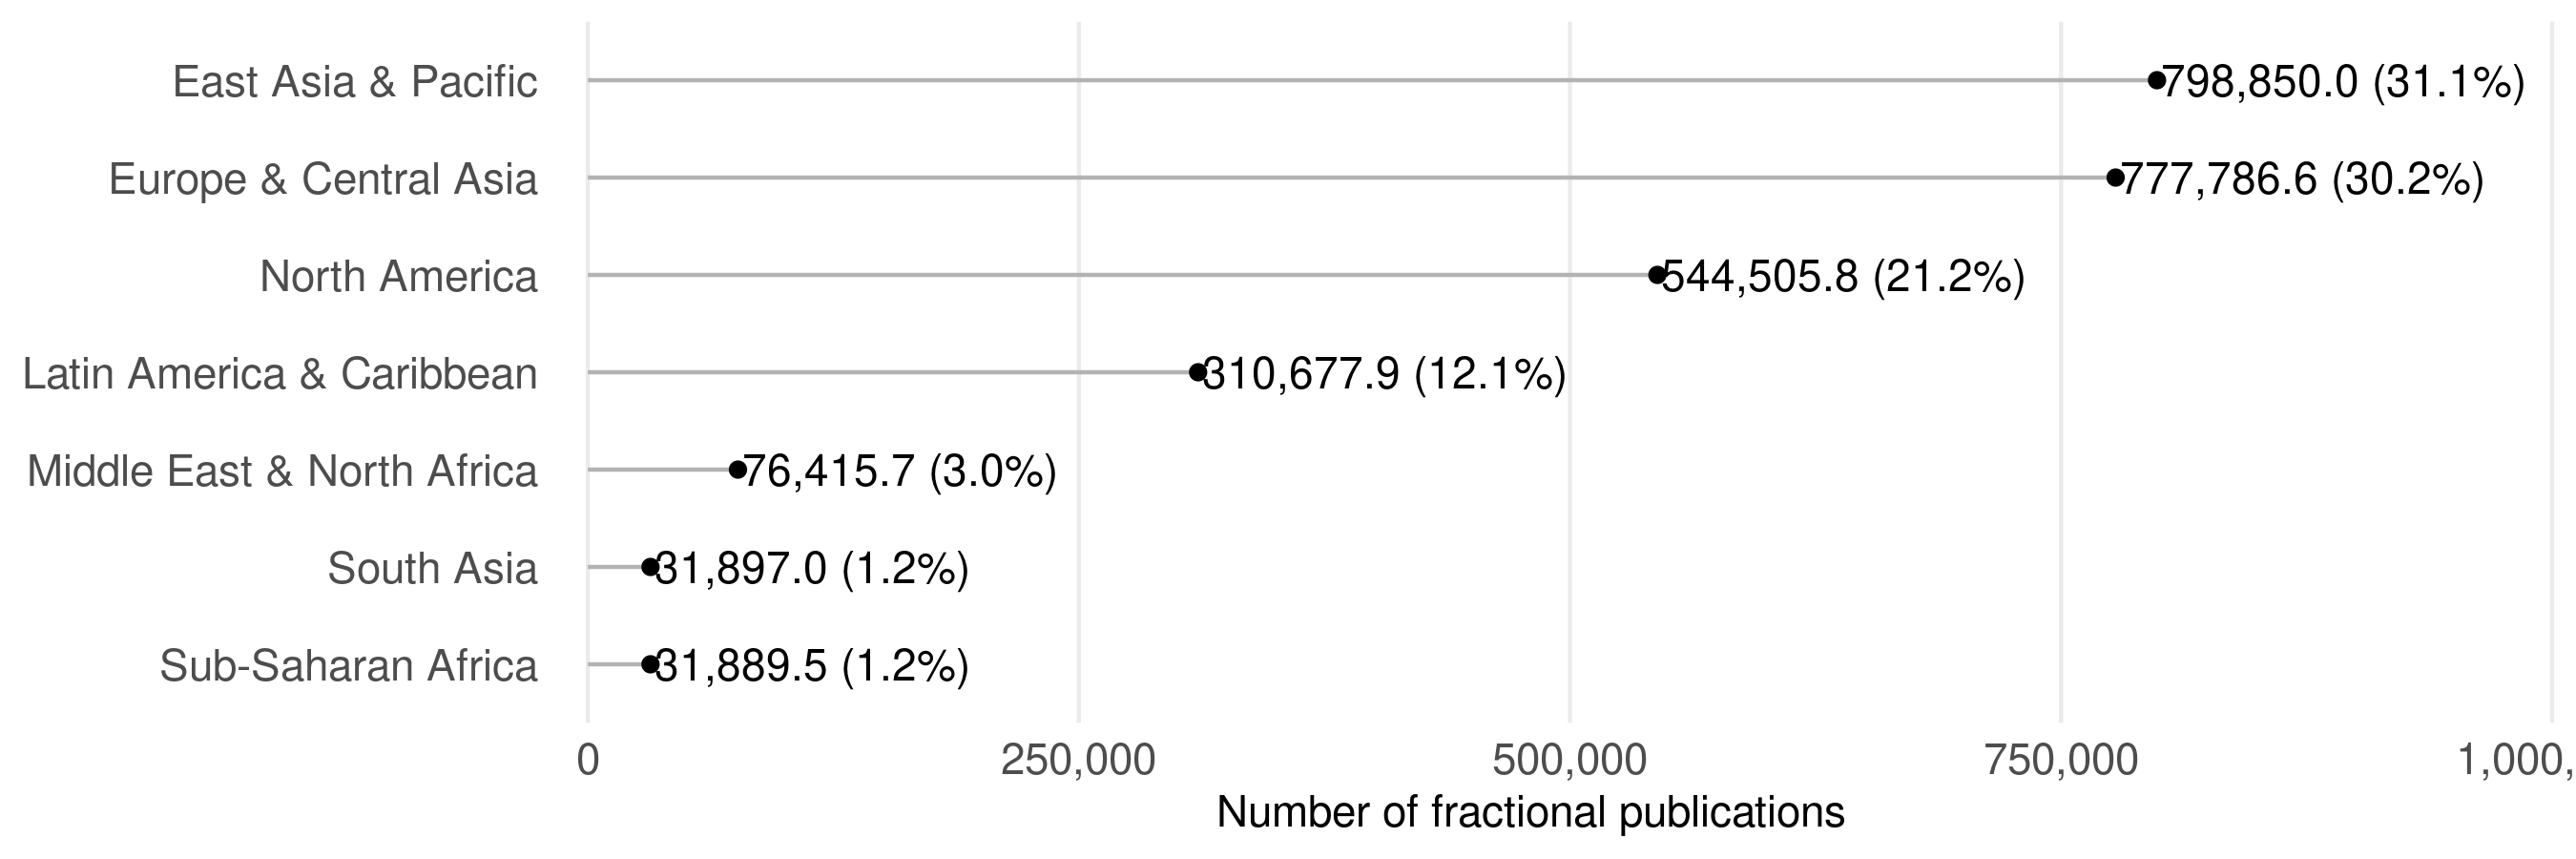 East Asia & Pacific 798,850.0 (31.1%)
Europe & Central Asia 777,786.6 (30.2%)
North America 544,505.8 (21.2%)
Latin America & Caribbean 310,677.9 (12.1%)
Middle East & North Africa 76,415.7 (3.0%)
South Asia 31,897.0 (1.2%)
Sub-Saharan Africa 31,889.5 (1.2%)
0 250,000 500,000 750,000 1,000,
Number of fractional publications